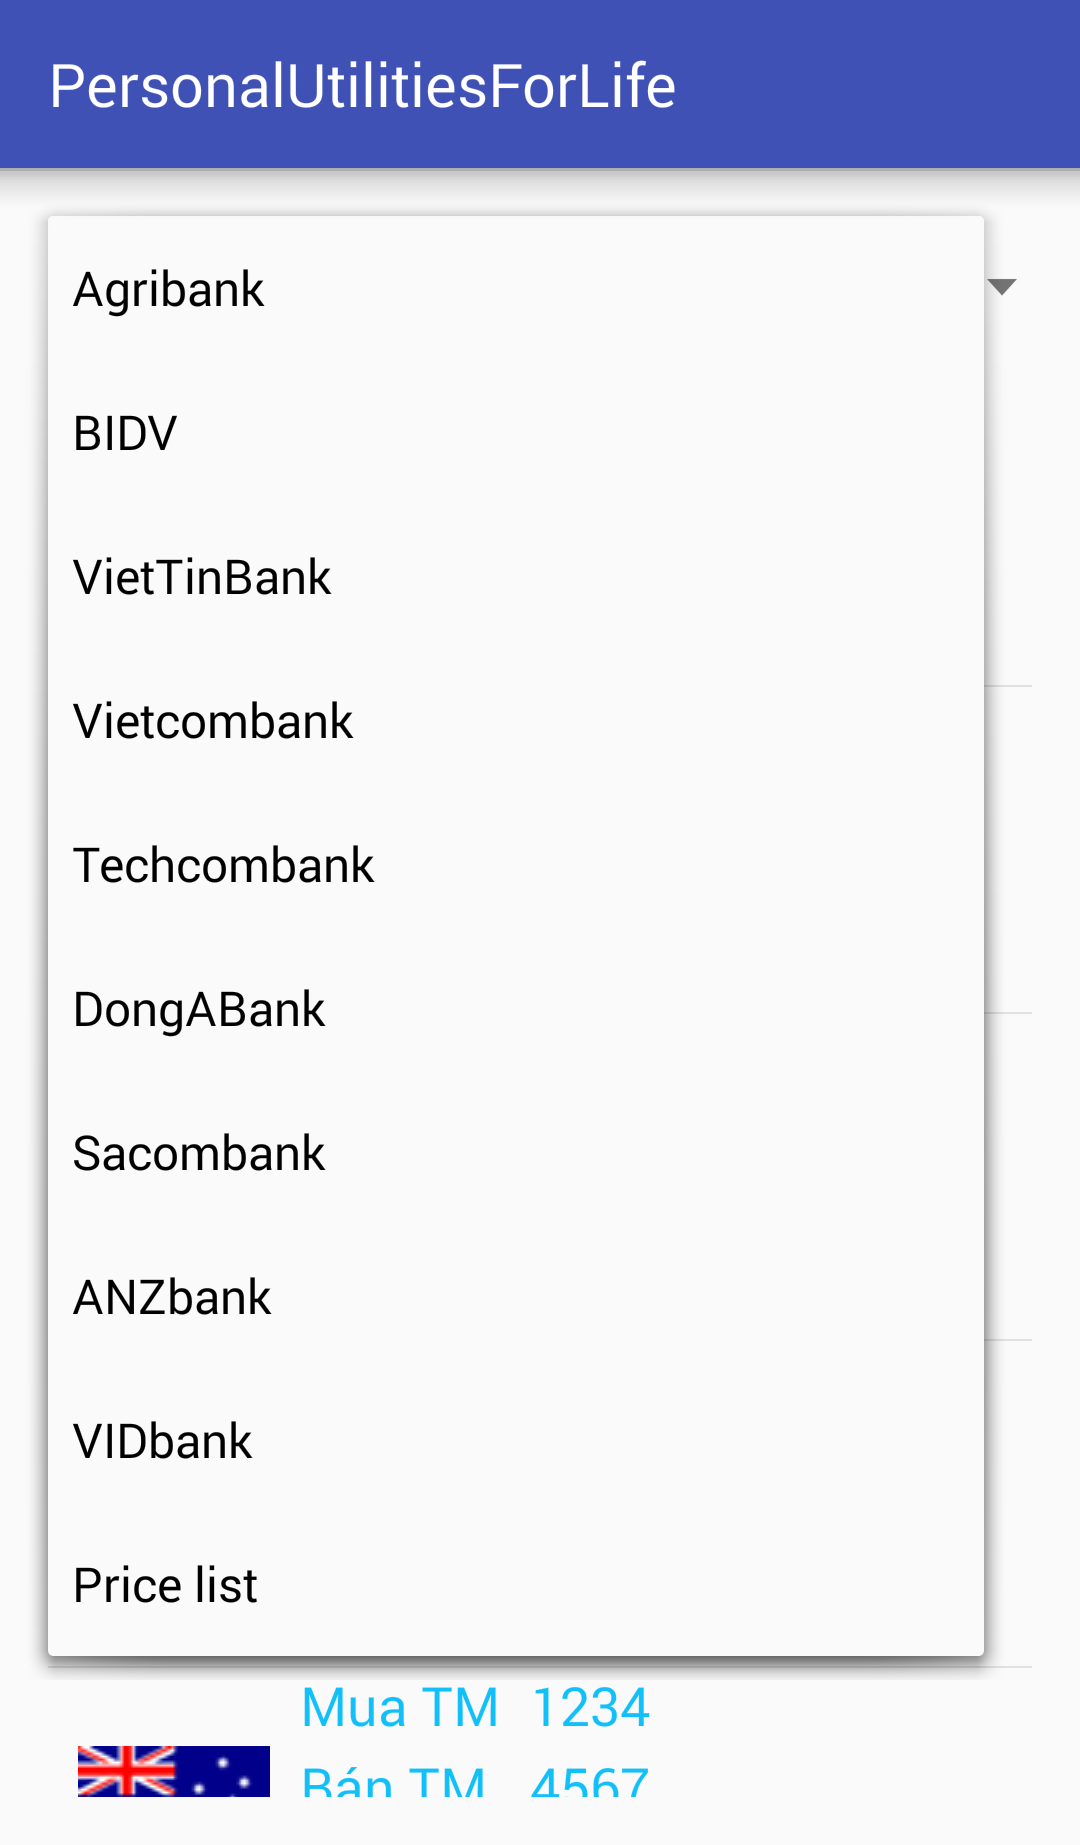 PersonalUtilitiesForLife
Agribank
BIDV
VietTinBank
Vietcombank
Techcombank
DongABank
Sacombank
ANZbank
VIDbank
Price list
Mua TM 1234
Bán TM 4567